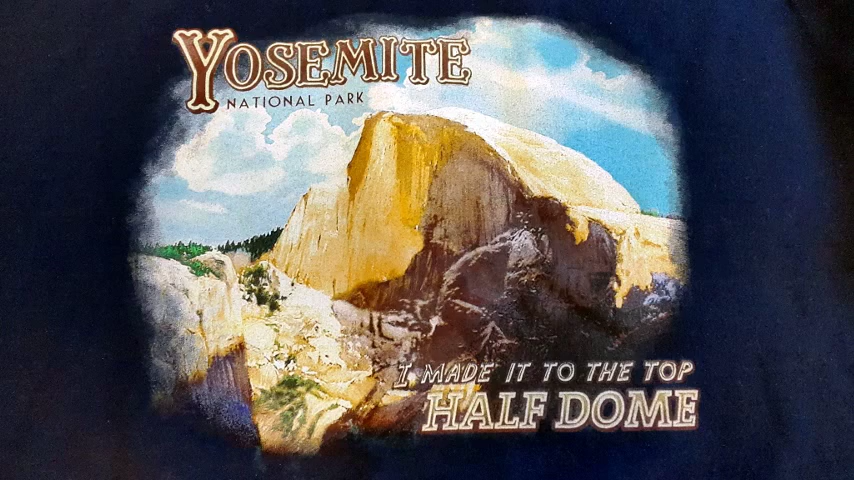 YOSEMITE
NATIONAL PARK
I MADE IT TO THE TOP
HALF DOME